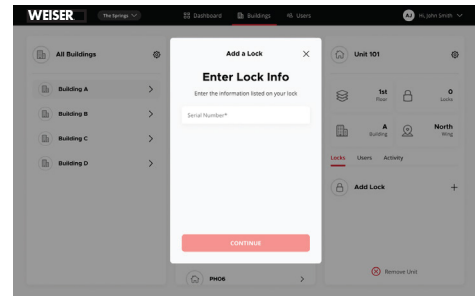 WEISER
The Springs
Dashboard
Buildings
Users
AJ
Hi, John Smith
All Buildings
Building A
Building B
Building C
Building D
Add a Lock
Enter Lock Info
Enter the information listed on your lock
Serial Number*
CONTINUE
PH06
Unit 101
1st
Floor
0
Locks
A
Building
North
Wing
Locks Users Activity
Add Lock
Remove Unit